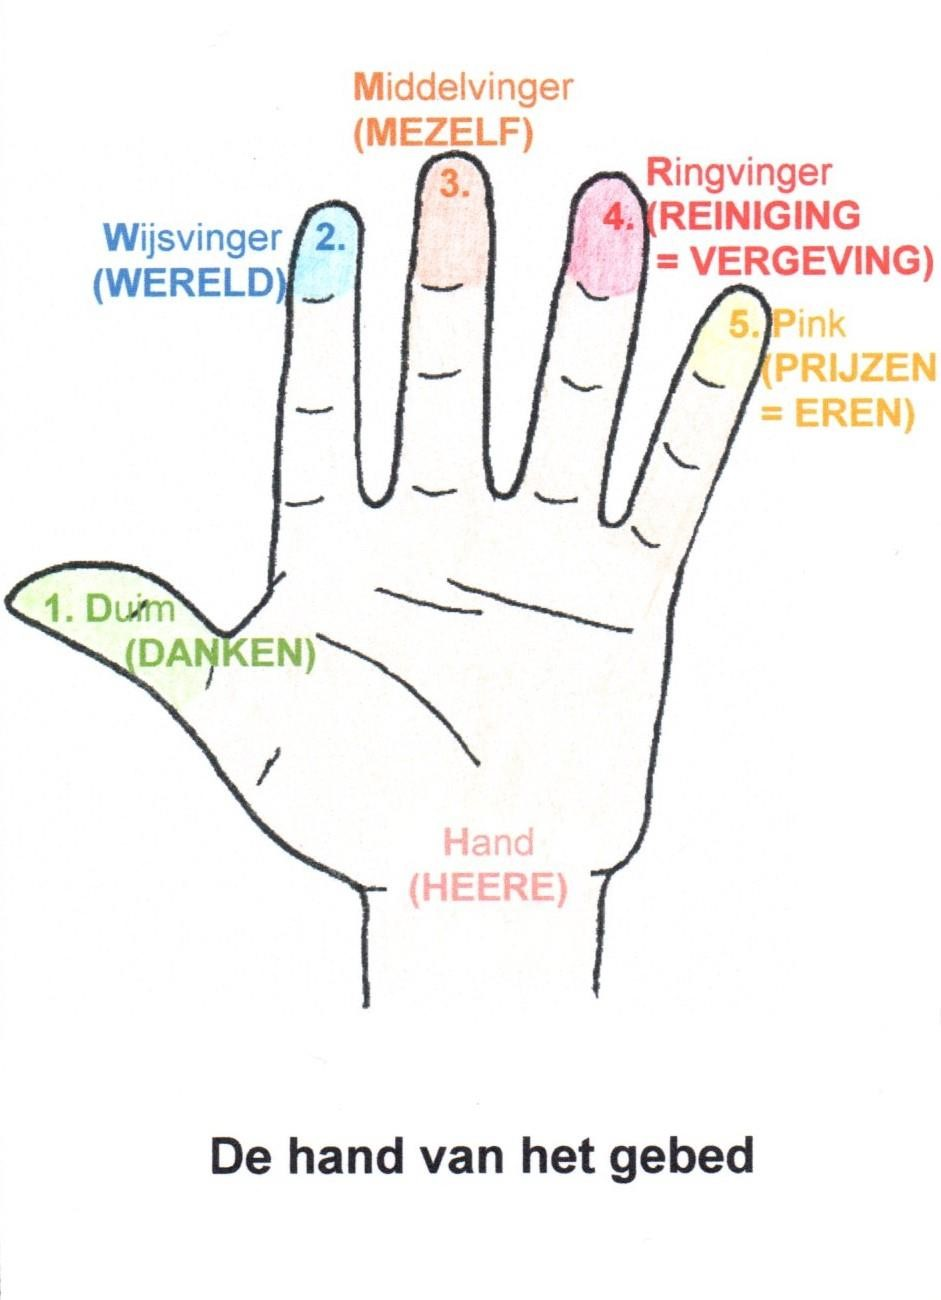 Middelvinger
(MEZELF)
3.
Ringvinger
4. (REINIGING
= VERGEVING)
Wijsvinger 2.
(WERELD)
5. Pink
(PRIJZEN
= EREN)
1. Duim
(DANKEN)
Hand
(HEERE)
De hand van het gebed